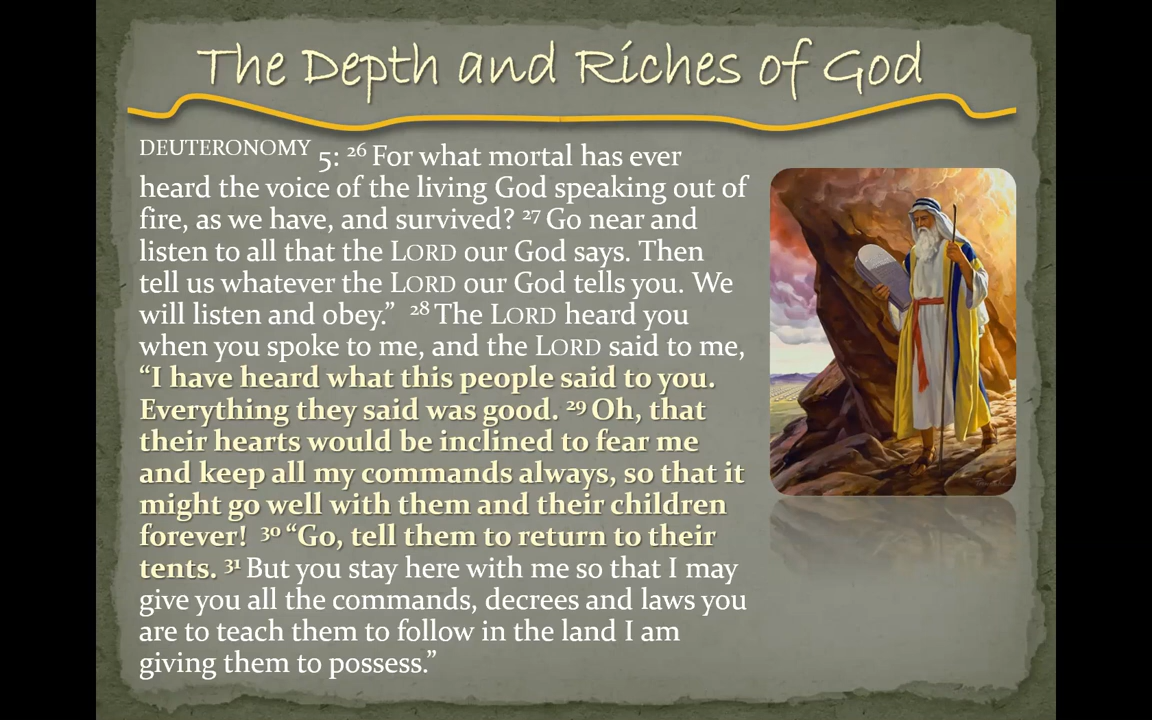 The Depth and Riches of God
DEUTERONOMY 5: 26 For what mortal has ever
heard the voice of the living God speaking out of
fire, as we have, and survived? 27 Go near and
listen to all that the LORD our God says. Then
tell us whatever the LORD our God tells you. We
will listen and obey.” 28 The LORD heard you
when you spoke to me, and the LORD said to me,
“I have heard what this people said to you.
Everything they said was good. 29 Oh, that
their hearts would be inclined to fear me
and keep all my commands always, so that it
might go well with them and their children
forever! 30 “Go, tell them to return to their
tents. 31 But you stay here with me so that I may
give you all the commands, decrees and laws you
are to teach them to follow in the land I am
giving them to possess.”